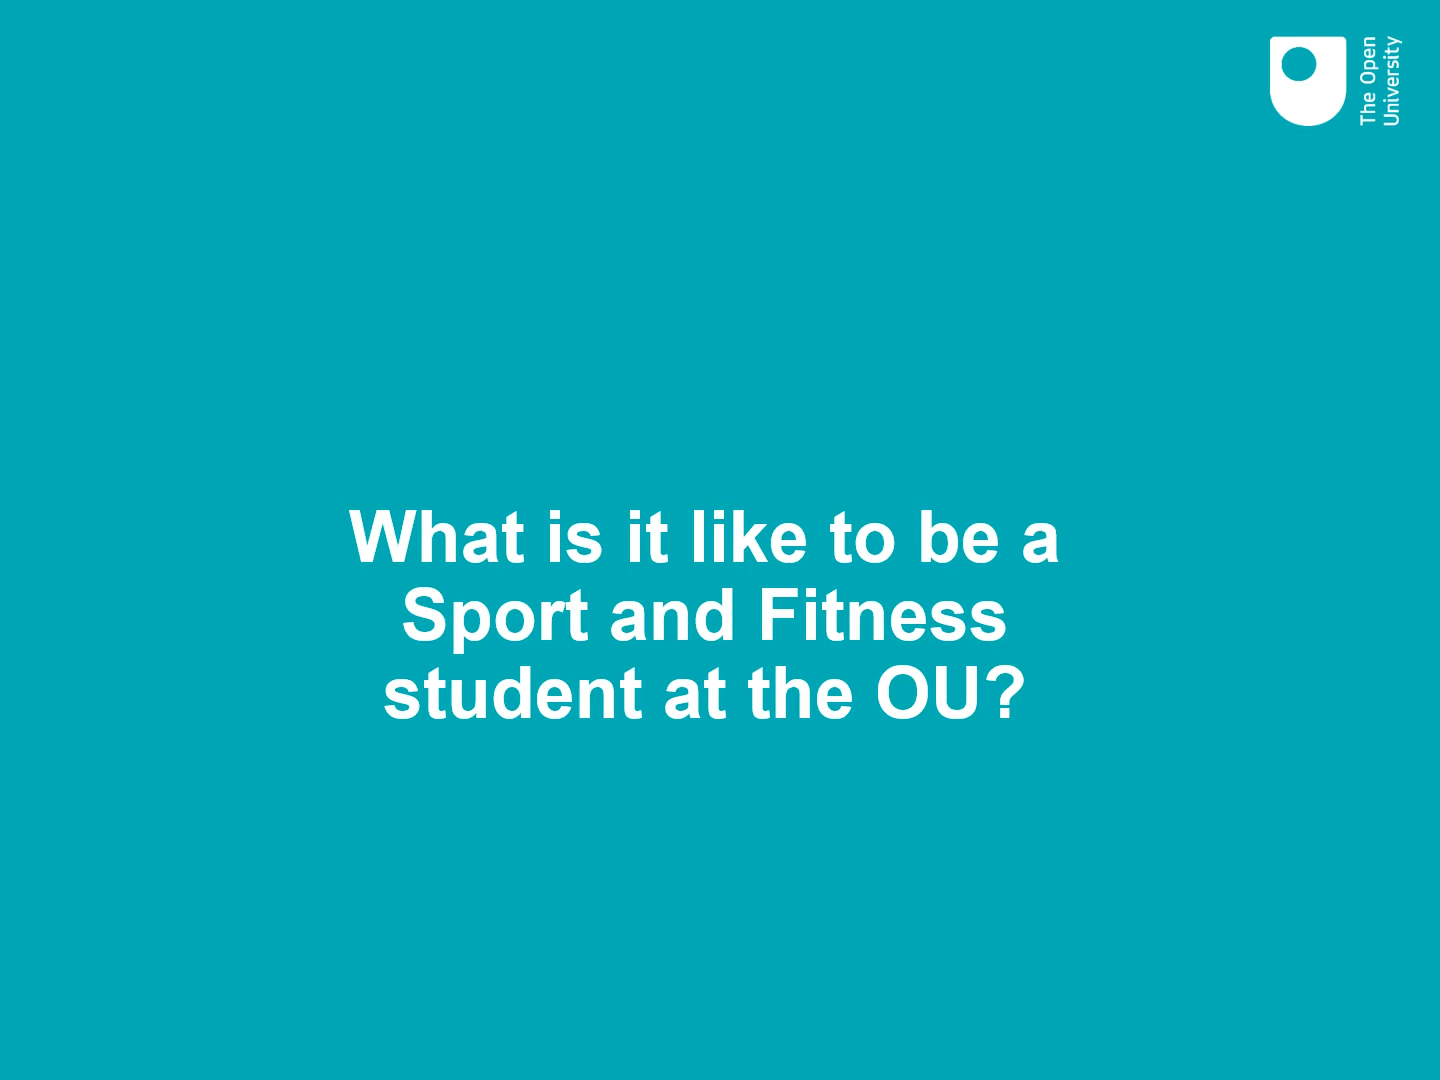 The Open
University
What is it like to be a
Sport and Fitness
student at the OU?